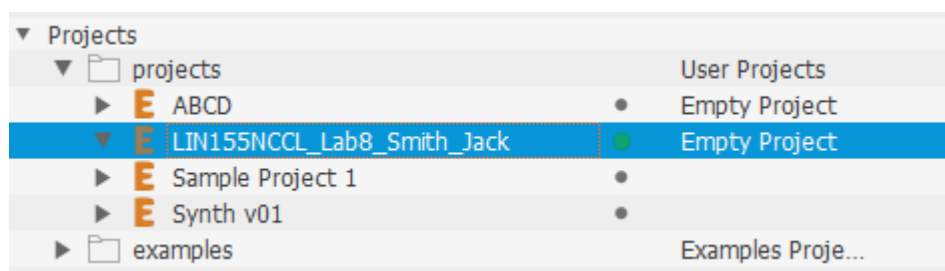 Projects
projects User Projects
E ABCD Empty Project
E LIN155NCCL_Lab8_Smith_Jack Empty Project
E Sample Project 1
E Synth v01
examples Examples Proje...